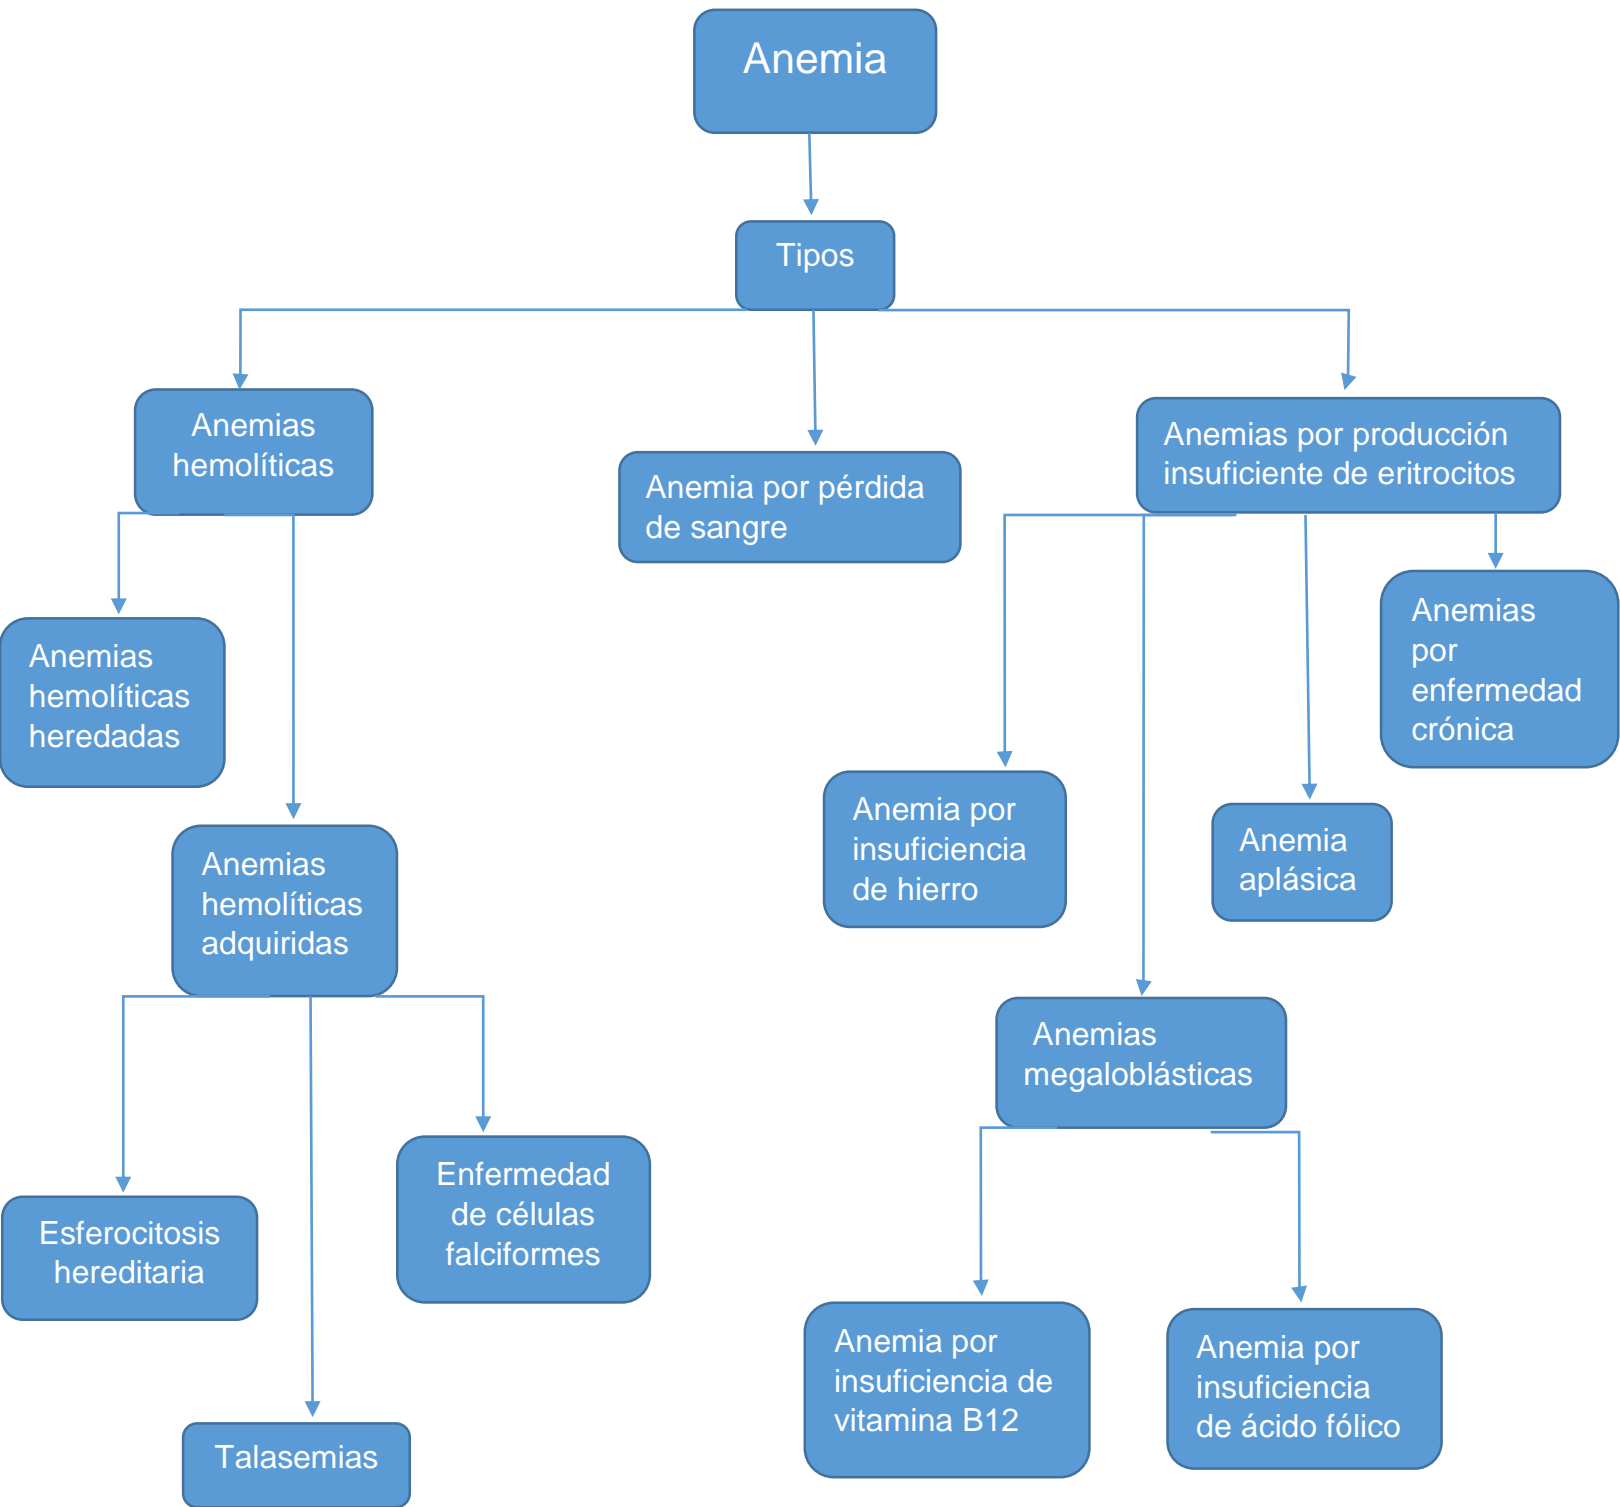 Anemia
Tipos
Anemias
hemolíticas
Anemia por pérdida
de sangre
Anemias por producción
insuficiente de eritrocitos
Anemias
hemolíticas
heredadas
Anemias
por
enfermedad
crónica
Anemias
hemolíticas
adquiridas
Anemia por
insuficiencia
de hierro
Anemia
aplásica
Anemias
megaloblásticas
Esferocitosis
hereditaria
Enfermedad
de células
falciformes
Talasemias
Anemia por
insuficiencia de
vitamina B12
Anemia por
insuficiencia
de ácido fólico